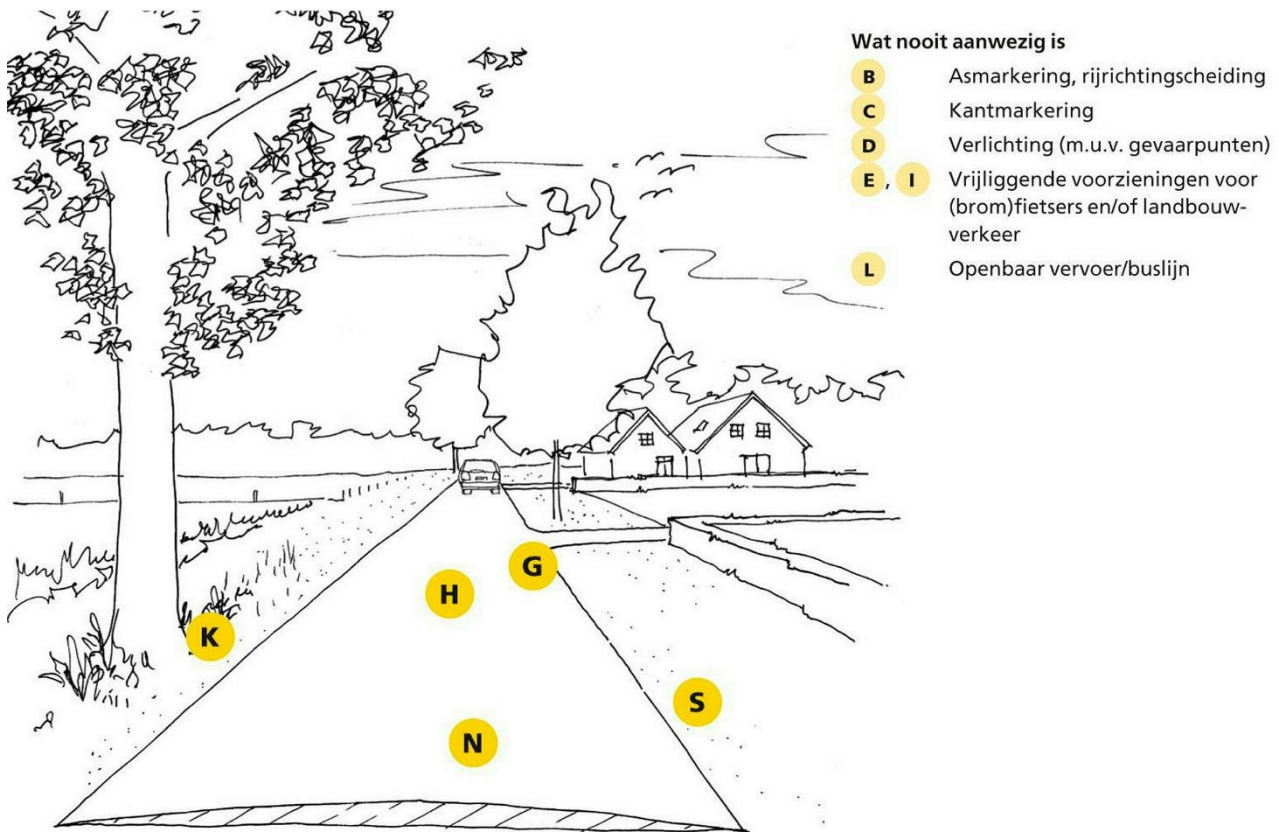 Wat nooit aanwezig is
B Asmarkering, rijrichtingscheiding
C Kantmarkering
D Verlichting (m.u.v. gevaarpunten)
E, I Vrijliggende voorzieningen voor
(brom)fietsers en/of landbouw-
verkeer
L Openbaar vervoer/buslijn
G
H
K
S
N